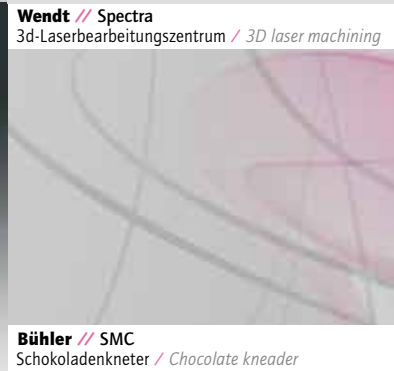 Wendt // Spectra
3d-Laserbearbeitungszentrum / 3D laser machining
Bühler // SMC
Schokoladenkneter / Chocolate kneader